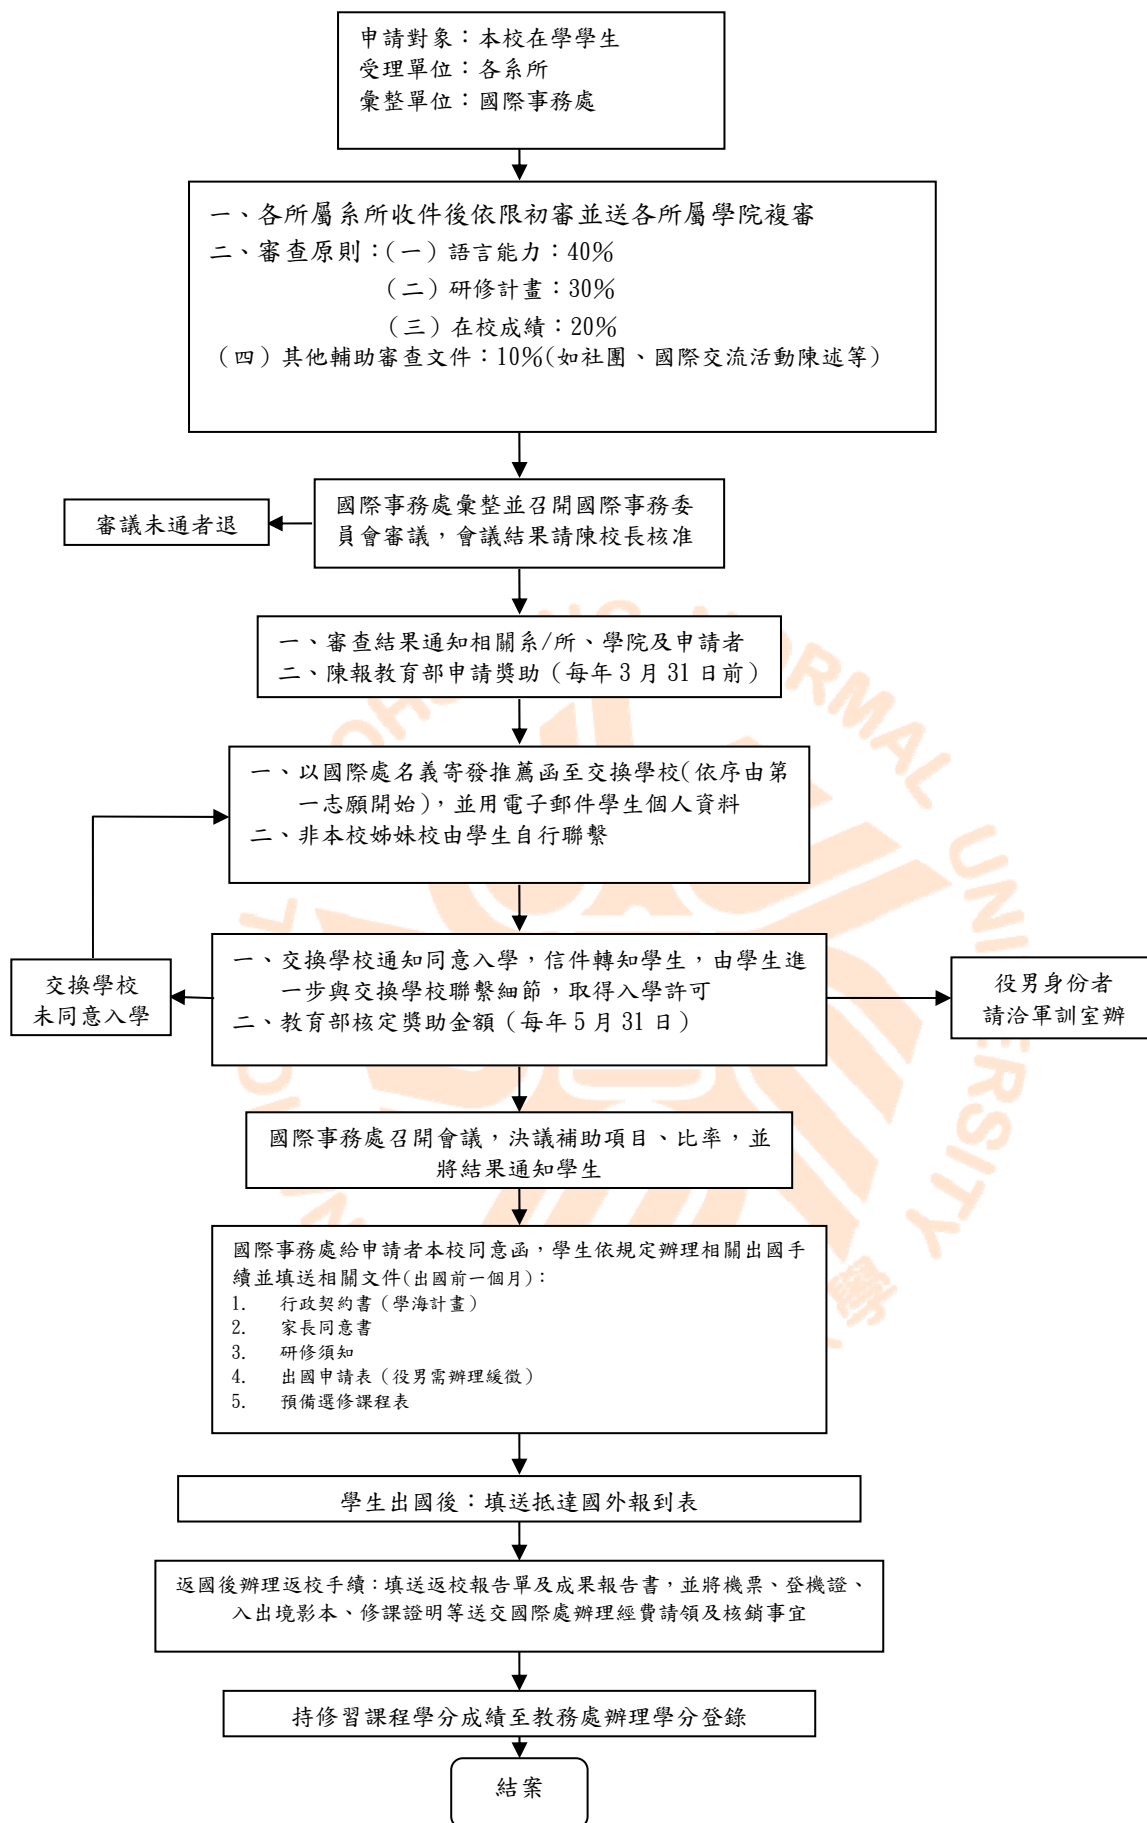 申請對象：本校在學學生
受理單位：各系所
彙整單位：國際事務處
一、各所屬系所收件後依限初審並送各所屬學院複審
二、審查原則：(一)語言能力：40%
(二)研修計畫：30%
(三)在校成績：20%
(四)其他輔助審查文件：10%(如社團、國際交流活動陳述等)
國際事務處彙整並召開國際事務委
員會審議，會議結果請陳校長核准
審議未通者退
一、審查結果通知相關系/所、學院及申請者
二、陳報教育部申請獎助(每年 3 月 31 日前)
一、以國際處名義寄發推薦函至交換學校(依序由第
一志願開始)，並用電子郵件學生個人資料
二、非本校姊妹校由學生自行聯繫
一、交換學校通知同意入學，信件轉知學生，由學生進
一步與交換學校聯繫細節，取得入學許可
二、教育部核定獎助金額(每年 5 月 31 日)
交換學校
未同意入學
役男身份者
請洽軍訓室辦
國際事務處召開會議，決議補助項目、比率，並
將結果通知學生
國際事務處給申請者本校同意函，學生依規定辦理相關出國手
續並填送相關文件(出國前一個月)：
1. 行政契約書(學海計畫)
2. 家長同意書
3. 研修須知
4. 出國申請表(役男需辦理緩徵)
5. 預備選修課程表
學生出國後：填送抵達國外報到表
返國後辦理返校手續：填送返校報告單及成果報告書，並將機票、登機證、
入出境影本、修課證明等送交國際處辦理經費請領及核銷事宜
持修習課程學分成績至教務處辦理學分登錄
結案
NORMAL UNI